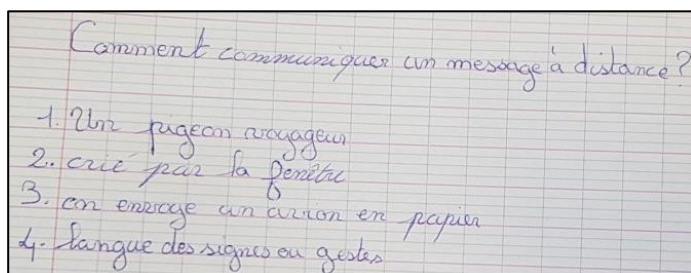 Comment communiquer un message à distance?
1. Un pigeon voyageur
2. crié par la fenêtre
3. on envoye un avion en papier
4. langue des signes ou gestes